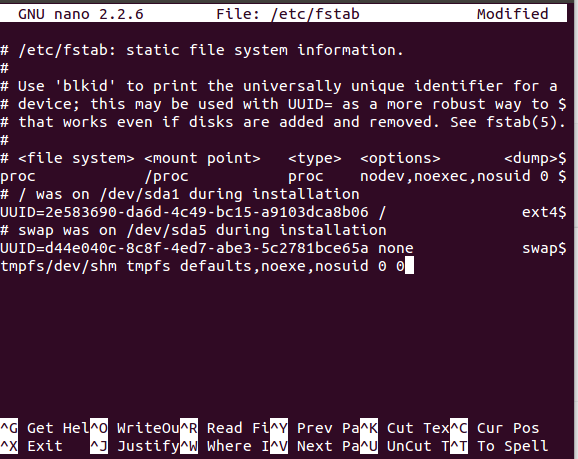 GNU nano 2.2.6 File: /etc/fstab Modified
# /etc/fstab: static file system information.
#
# Use 'blkid' to print the universally unique identifier for a
# device; this may be used with UUID= as a more robust way to $
# that works even if disks are added and removed. See fstab(5).
#
# <file system> <mount point> <type> <options> <dump>$
proc /proc proc nodev,noexec,nosuid 0 $
# / was on /dev/sda1 during installation
UUID=2e583690-da6d-4c49-bc15-a9103dca8b06 / ext4$
# swap was on /dev/sda5 during installation
UUID=d44e040c-8c8f-4ed7-abe3-5c2781bce65a none swap$
tmpfs/dev/shm tmpfs defaults,noexe,nosuid 0 0
^G Get Hel^O WriteOu^R Read Fi^Y Prev Pa^K Cut Tex^C Cur Pos
^X Exit ^J Justify^W Where I^V Next Pa^U UnCut T^T To Spell